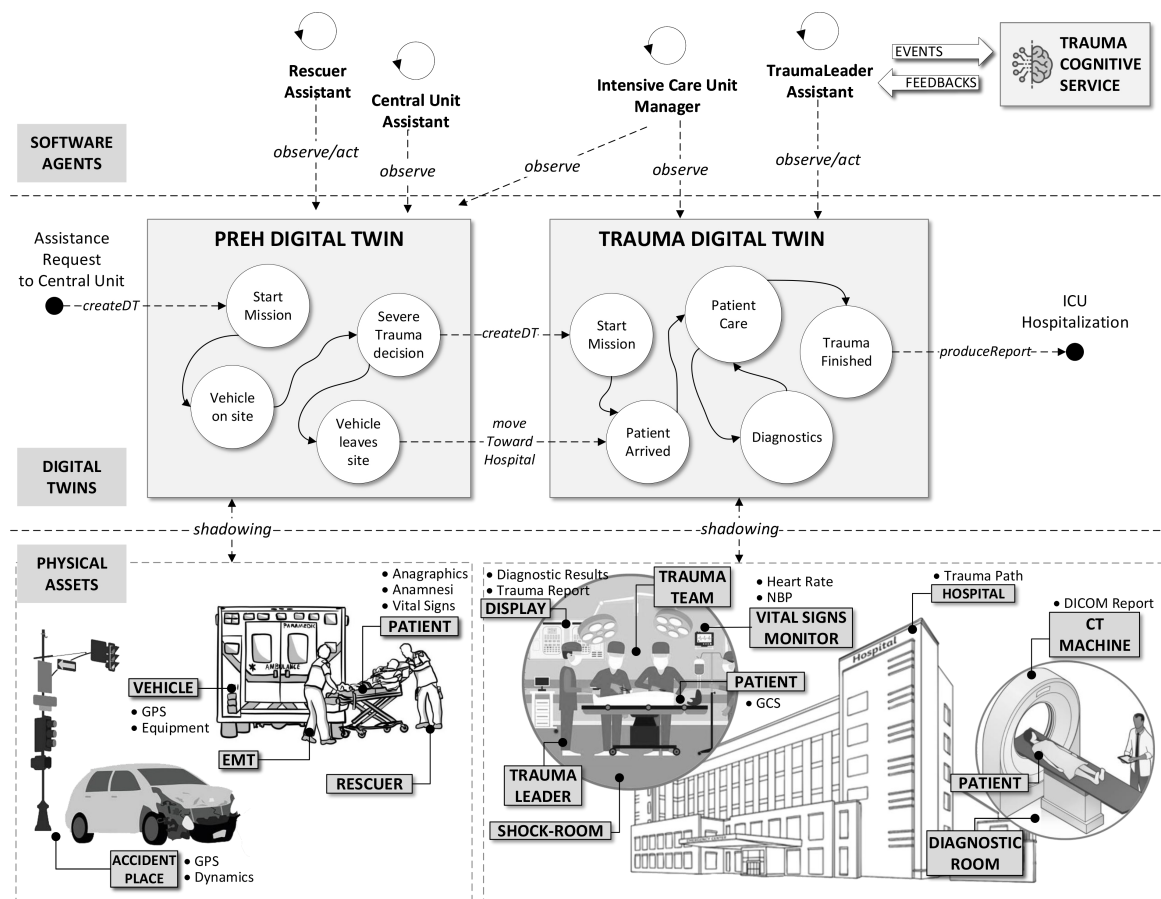 Rescuer
Assistant
Central Unit
Assistant
Intensive Care Unit
Manager
TraumaLeader
Assistant
EVENTS
FEEDBACKS
TRAUMA
COGNITIVE
SERVICE
SOFTWARE
AGENTS
observe/act
observe
observe
observe
observe/act
PREH DIGITAL TWIN
TRAUMA DIGITAL TWIN
Assistance
Request
to Central Unit
createDT
Start
Mission
Severe
Trauma
decision
Vehicle
on site
Vehicle
leaves
site
createDT
move
Toward
Hospital
Start
Mission
Patient
Arrived
Patient
Care
Diagnostics
Trauma
Finished
produceReport
ICU
Hospitalization
DIGITAL
TWINS
shadowing
shadowing
PHYSICAL
ASSETS
• Anagraphics
• Anamnesi
• Vital Signs
PATIENT
PARAMEDIC
AMBULANCE
VEHICLE
• GPS
• Equipment
EMT
RESCUER
ACCIDENT
PLACE
• GPS
• Dynamics
• Diagnostic Results
• Trauma Report
DISPLAY
TRAUMA
TEAM
• Heart Rate
• NBP
VITAL SIGNS
MONITOR
PATIENT
• GCS
TRAUMA
LEADER
SHOCK-ROOM
• Trauma Path
HOSPITAL
Hospital
• DICOM Report
CT
MACHINE
PATIENT
DIAGNOSTIC
ROOM